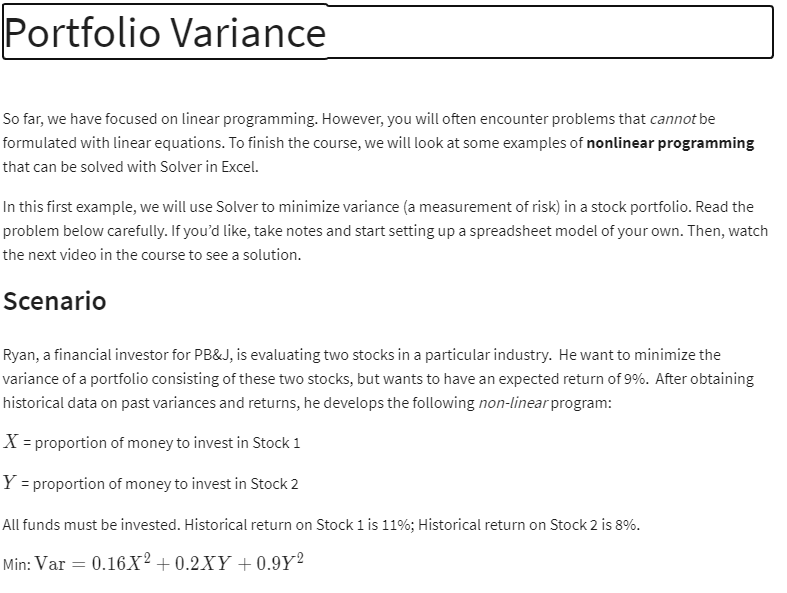 Portfolio Variance
So far, we have focused on linear programming. However, you will often encounter problems that cannot be
formulated with linear equations. To finish the course, we will look at some examples of nonlinear programming
that can be solved with Solver in Excel.
In this first example, we will use Solver to minimize variance (a measurement of risk) in a stock portfolio. Read the
problem below carefully. If you'd like, take notes and start setting up a spreadsheet model of your own. Then, watch
the next video in the course to see a solution.
Scenario
Ryan, a financial investor for PB&J, is evaluating two stocks in a particular industry. He want to minimize the
variance of a portfolio consisting of these two stocks, but wants to have an expected return of 9%. After obtaining
historical data on past variances and returns, he develops the following non-linear program:
X = proportion of money to invest in Stock 1
Y = proportion of money to invest in Stock 2
All funds must be invested. Historical return on Stock 1 is 11%; Historical return on Stock 2 is 8%.
Min: Var = 0.16X² + 0.2XY + 0.9Y²